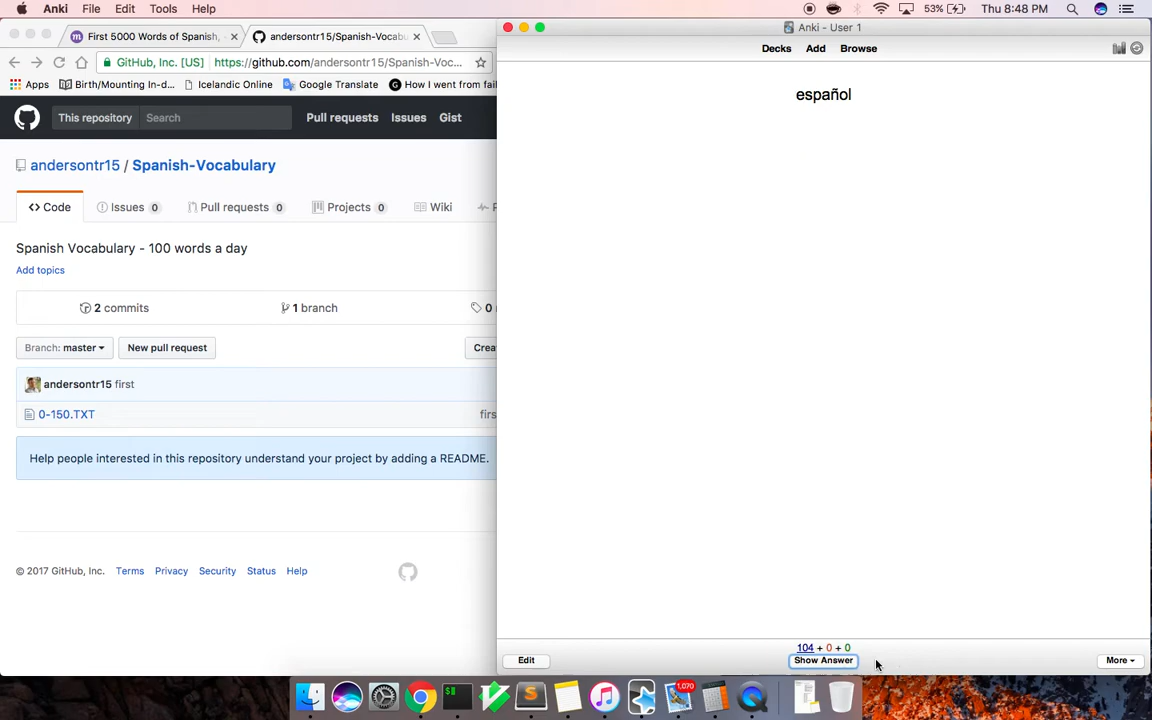 Anki File Edit Tools Help 53% Thu 8:48 PM
First 5000 Words of Spanish, andersontr15/Spanish-Vocabu
Anki - User 1
GitHub, Inc. [US] https://github.com/andersontr15/Spanish-Voc...
Decks Add Browse
Apps Birth/Mounting In-d... Icelandic Online Google Translate How I went from fail
español
This repository Search Pull requests Issues Gist
andersontr15 / Spanish-Vocabulary
Code Issues 0 Pull requests 0 Projects 0 Wiki
Spanish Vocabulary - 100 words a day
Add topics
2 commits 1 branch 0
Branch: master New pull request
andersontr15 first
0-150.TXT
Help people interested in this repository understand your project by adding a README.
© 2017 GitHub, Inc. Terms Privacy Security Status Help
104 + 0 + 0
Edit Show Answer More
1,070